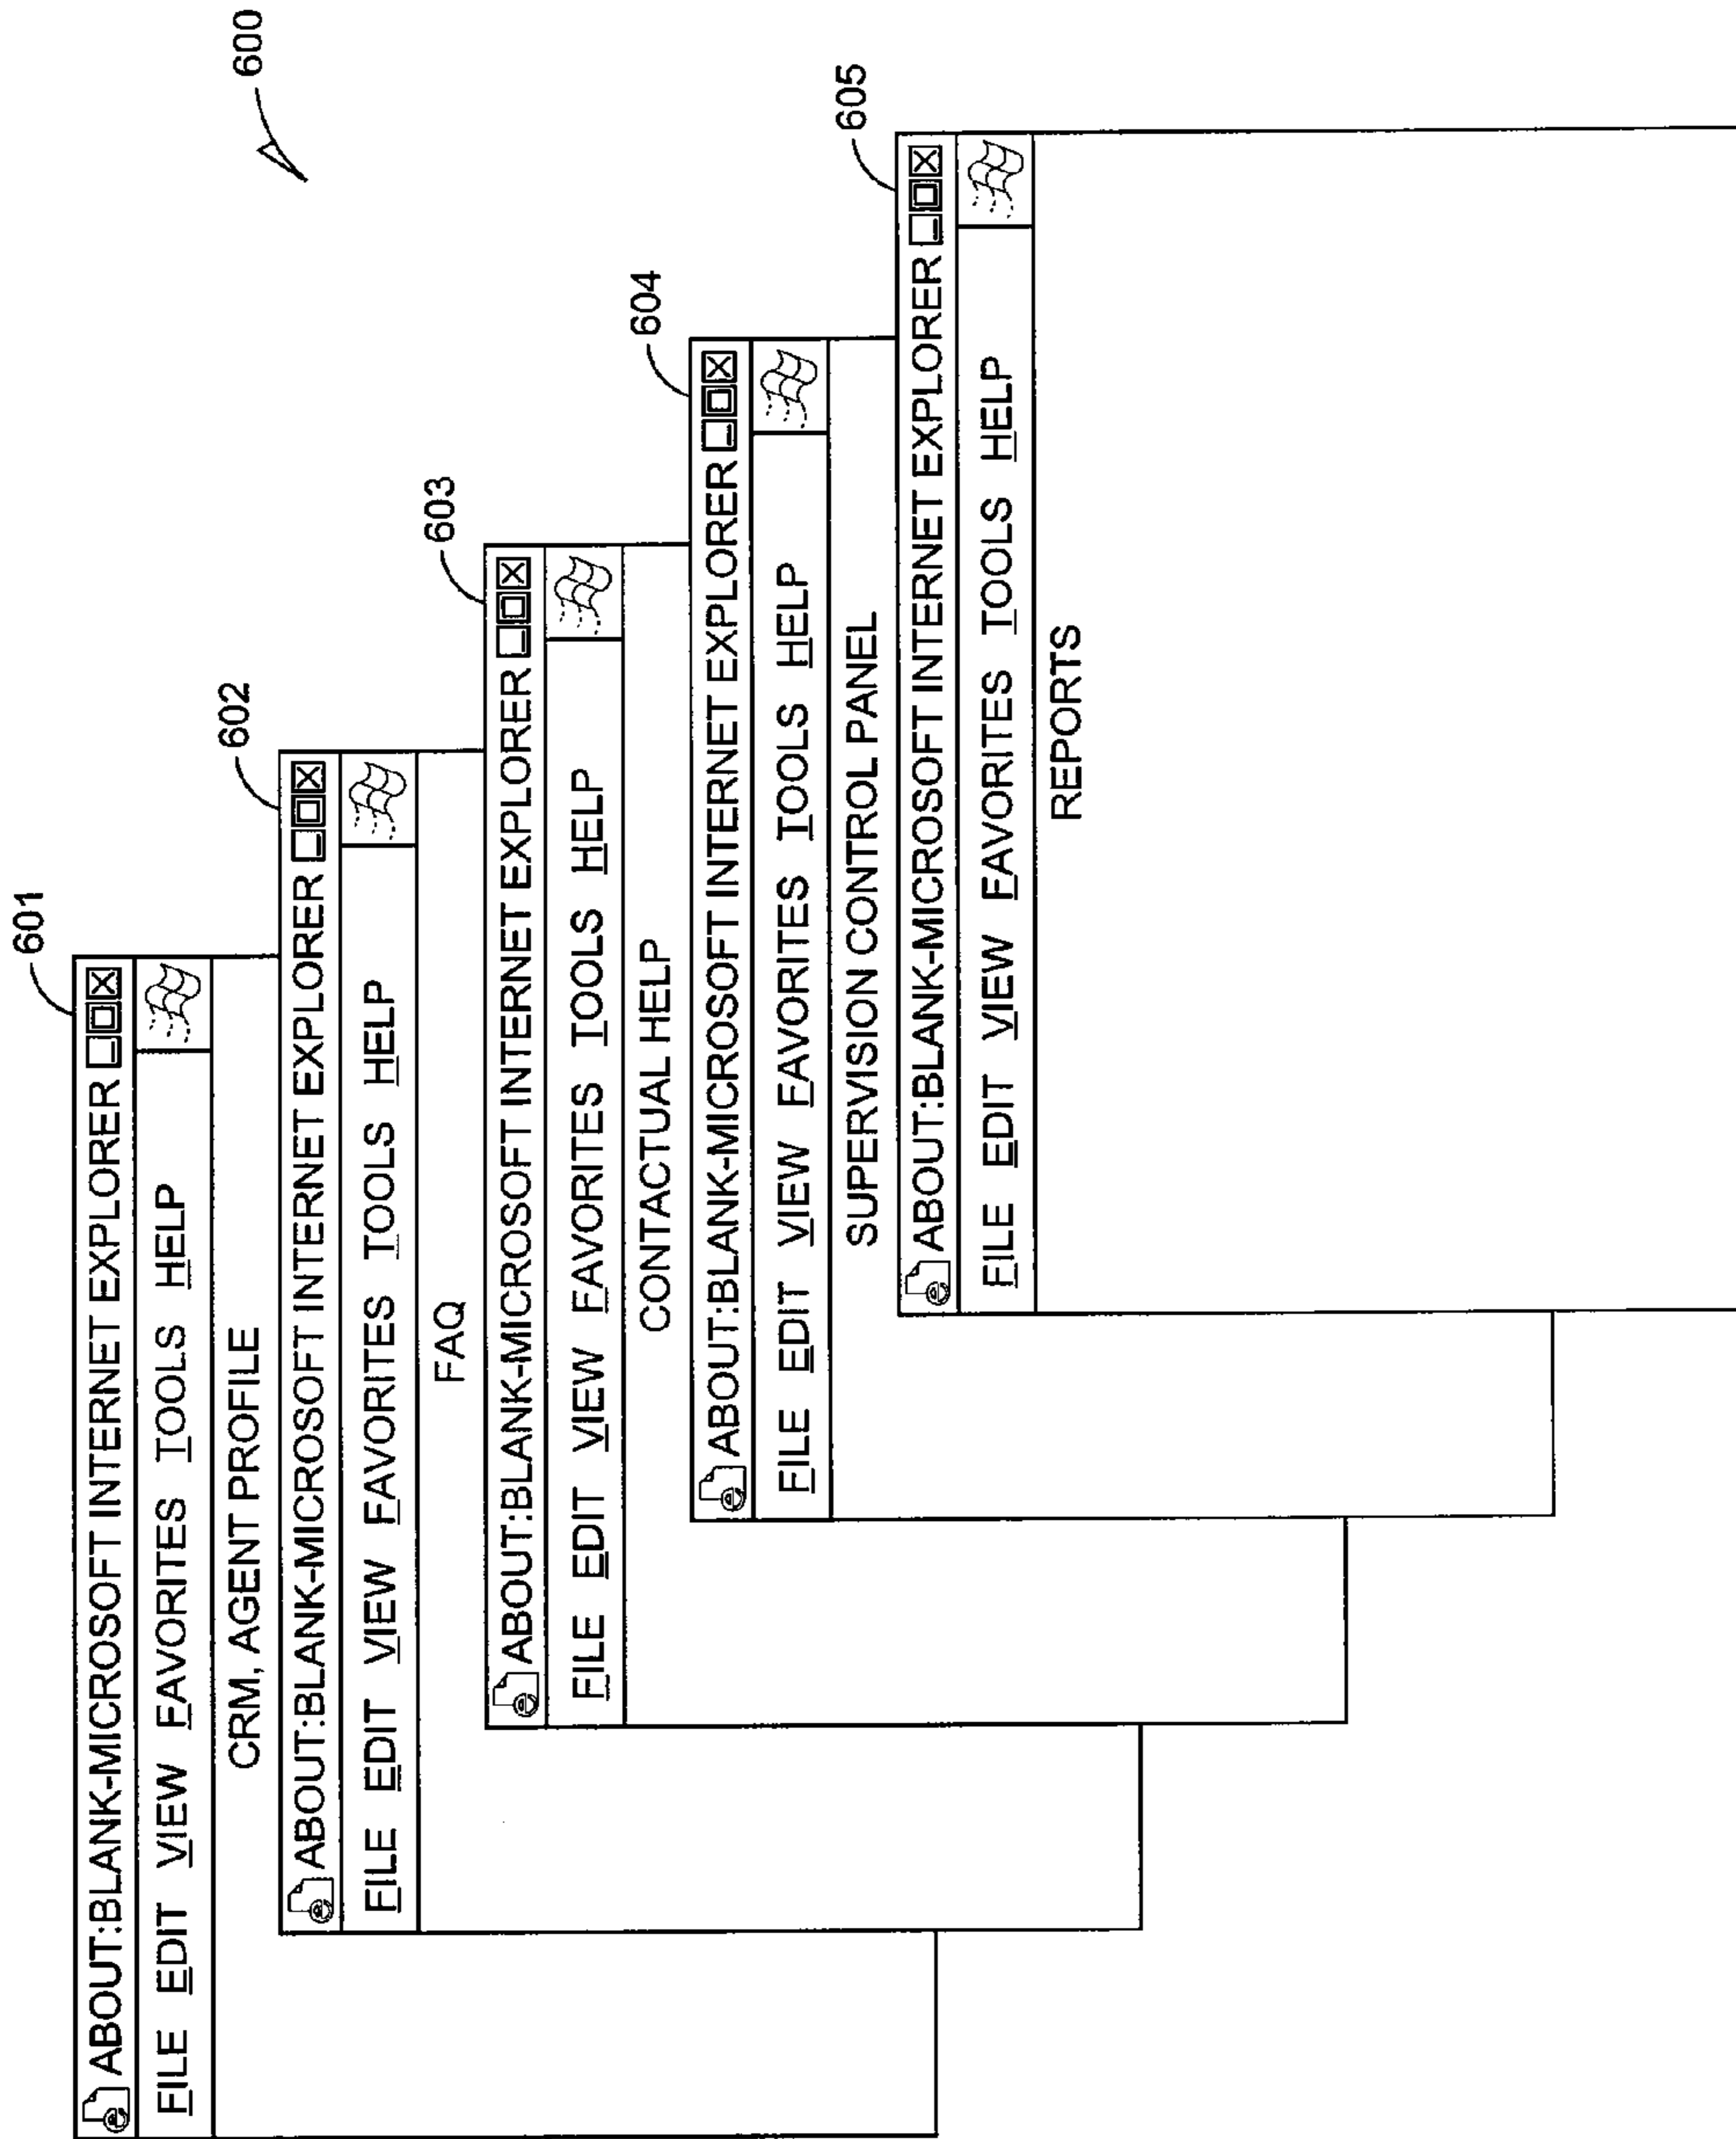 600
601
ABOUT:BLANK-MICROSOFT INTERNET EXPLORER
FILE EDIT VIEW FAVORITES TOOLS HELP
CRM, AGENT PROFILE
602
ABOUT:BLANK-MICROSOFT INTERNET EXPLORER
FILE EDIT VIEW FAVORITES TOOLS HELP
FAQ
603
ABOUT:BLANK-MICROSOFT INTERNET EXPLORER
FILE EDIT VIEW FAVORITES TOOLS HELP
CONTACTUAL HELP
604
ABOUT:BLANK-MICROSOFT INTERNET EXPLORER
FILE EDIT VIEW FAVORITES TOOLS HELP
SUPERVISION CONTROL PANEL
605
ABOUT:BLANK-MICROSOFT INTERNET EXPLORER
FILE EDIT VIEW FAVORITES TOOLS HELP
REPORTS